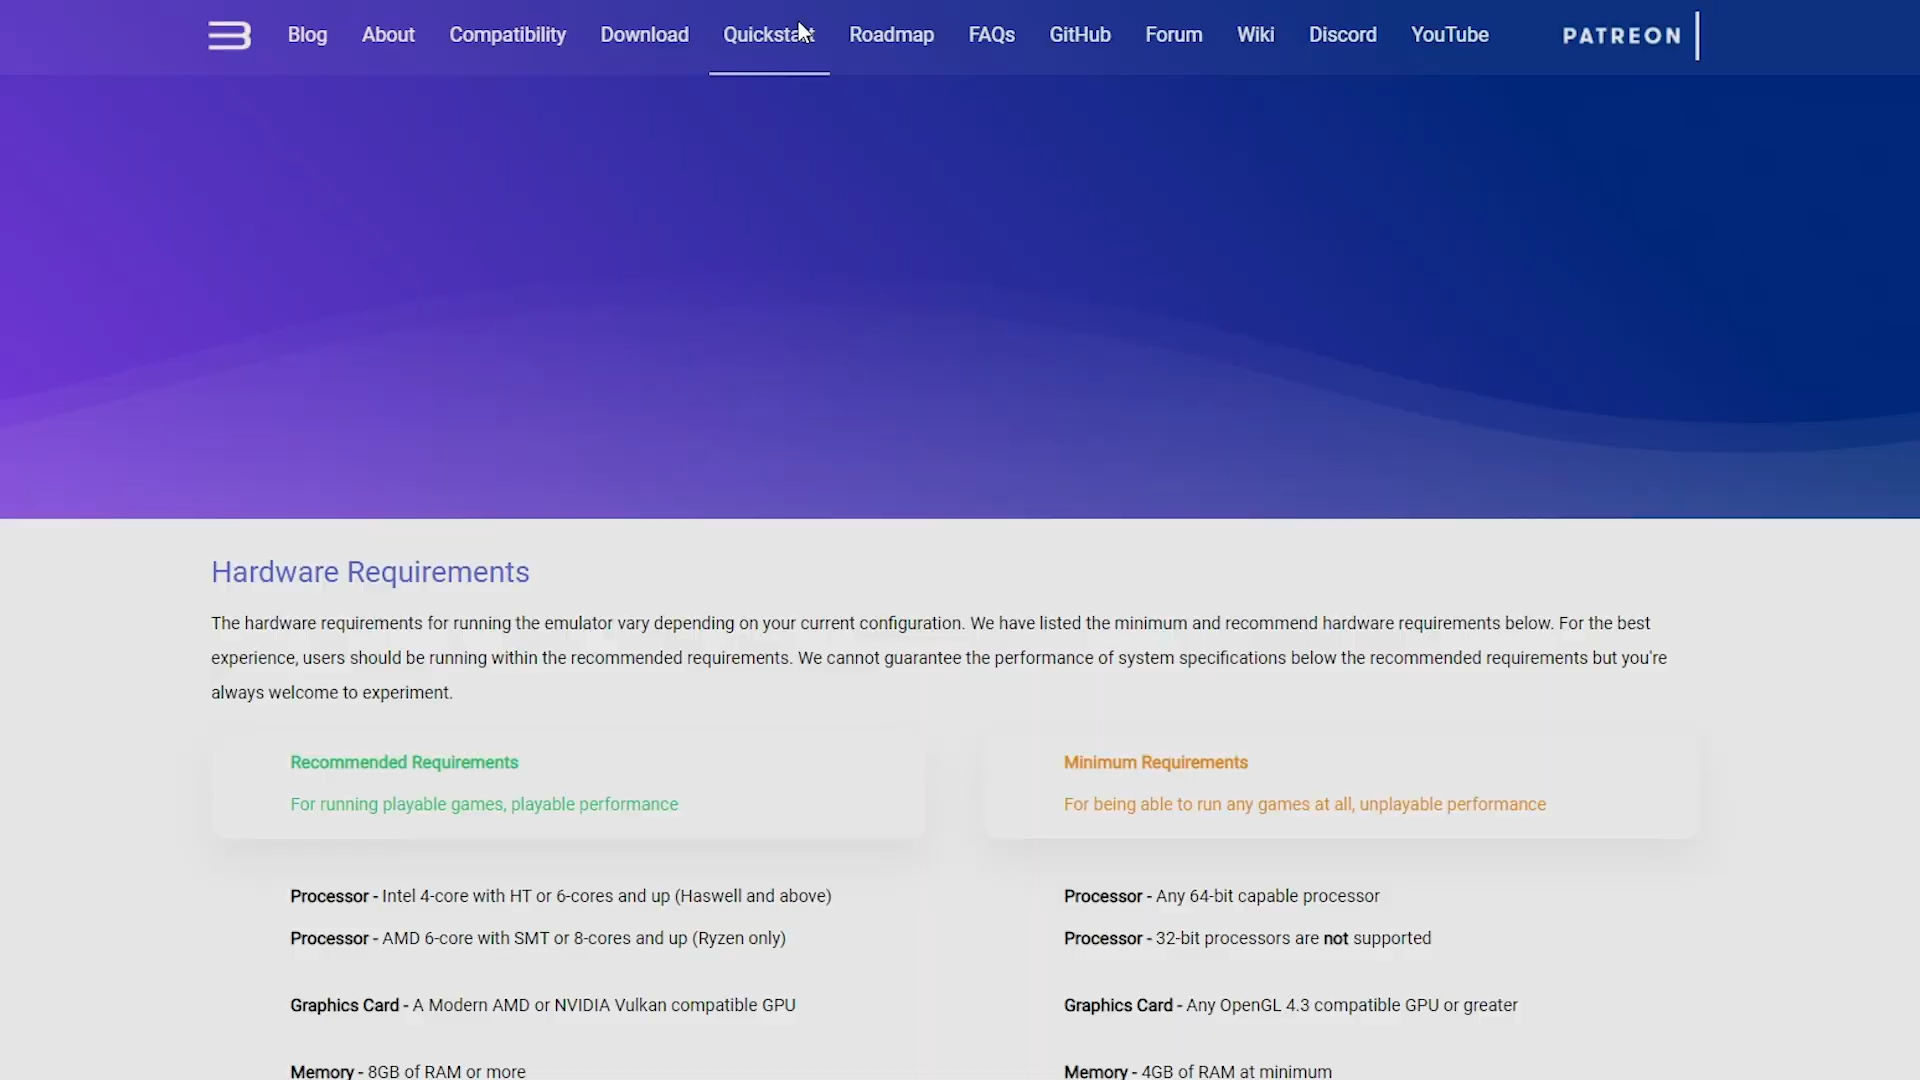 Blog About Compatibility Download Quickstart Roadmap FAQs GitHub Forum Wiki Discord YouTube PATREON
Hardware Requirements
The hardware requirements for running the emulator vary depending on your current configuration. We have listed the minimum and recommend hardware requirements below. For the best
experience, users should be running within the recommended requirements. We cannot guarantee the performance of system specifications below the recommended requirements but you're
always welcome to experiment.
Recommended Requirements
For running playable games, playable performance
Processor - Intel 4-core with HT or 6-cores and up (Haswell and above)
Processor - AMD 6-core with SMT or 8-cores and up (Ryzen only)
Graphics Card - A Modern AMD or NVIDIA Vulkan compatible GPU
Memory - 8GB of RAM or more
Minimum Requirements
For being able to run any games at all, unplayable performance
Processor - Any 64-bit capable processor
Processor - 32-bit processors are not supported
Graphics Card - Any OpenGL 4.3 compatible GPU or greater
Memory - 4GB of RAM at minimum